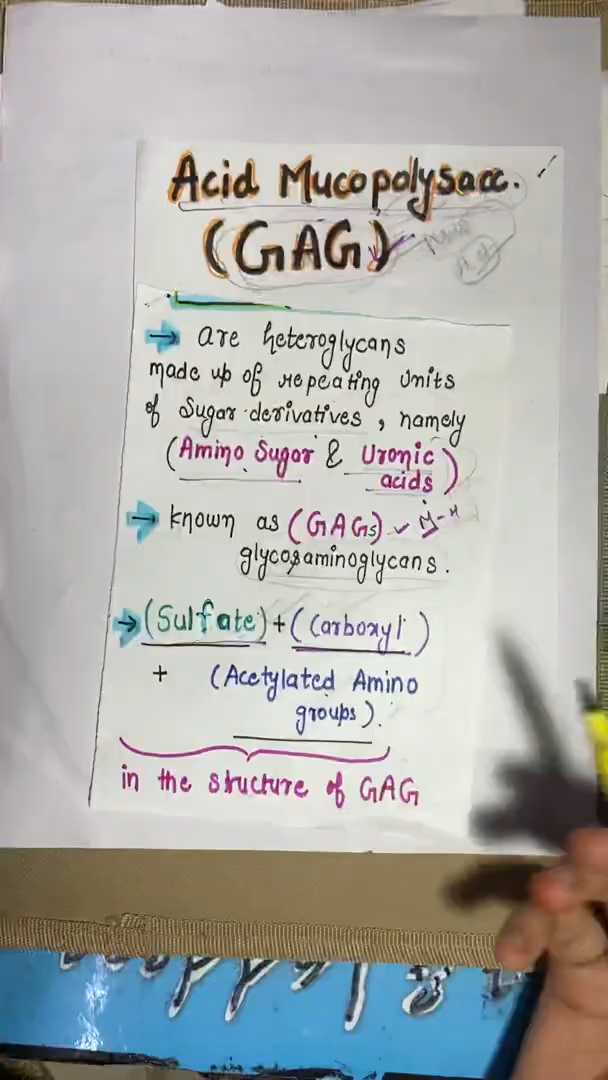 Acid Mucopolysacc.
(GAG)
→ are heteroglycans
made up of repeating units
of Sugar derivatives, namely
(Amino Sugar & Uronic
acids)
→ known as (GAGs)
glycosaminoglycans.
→ (Sulfate) + (Carboxyl)
+ (Acetylated Amino
groups).
in the structure of GAG